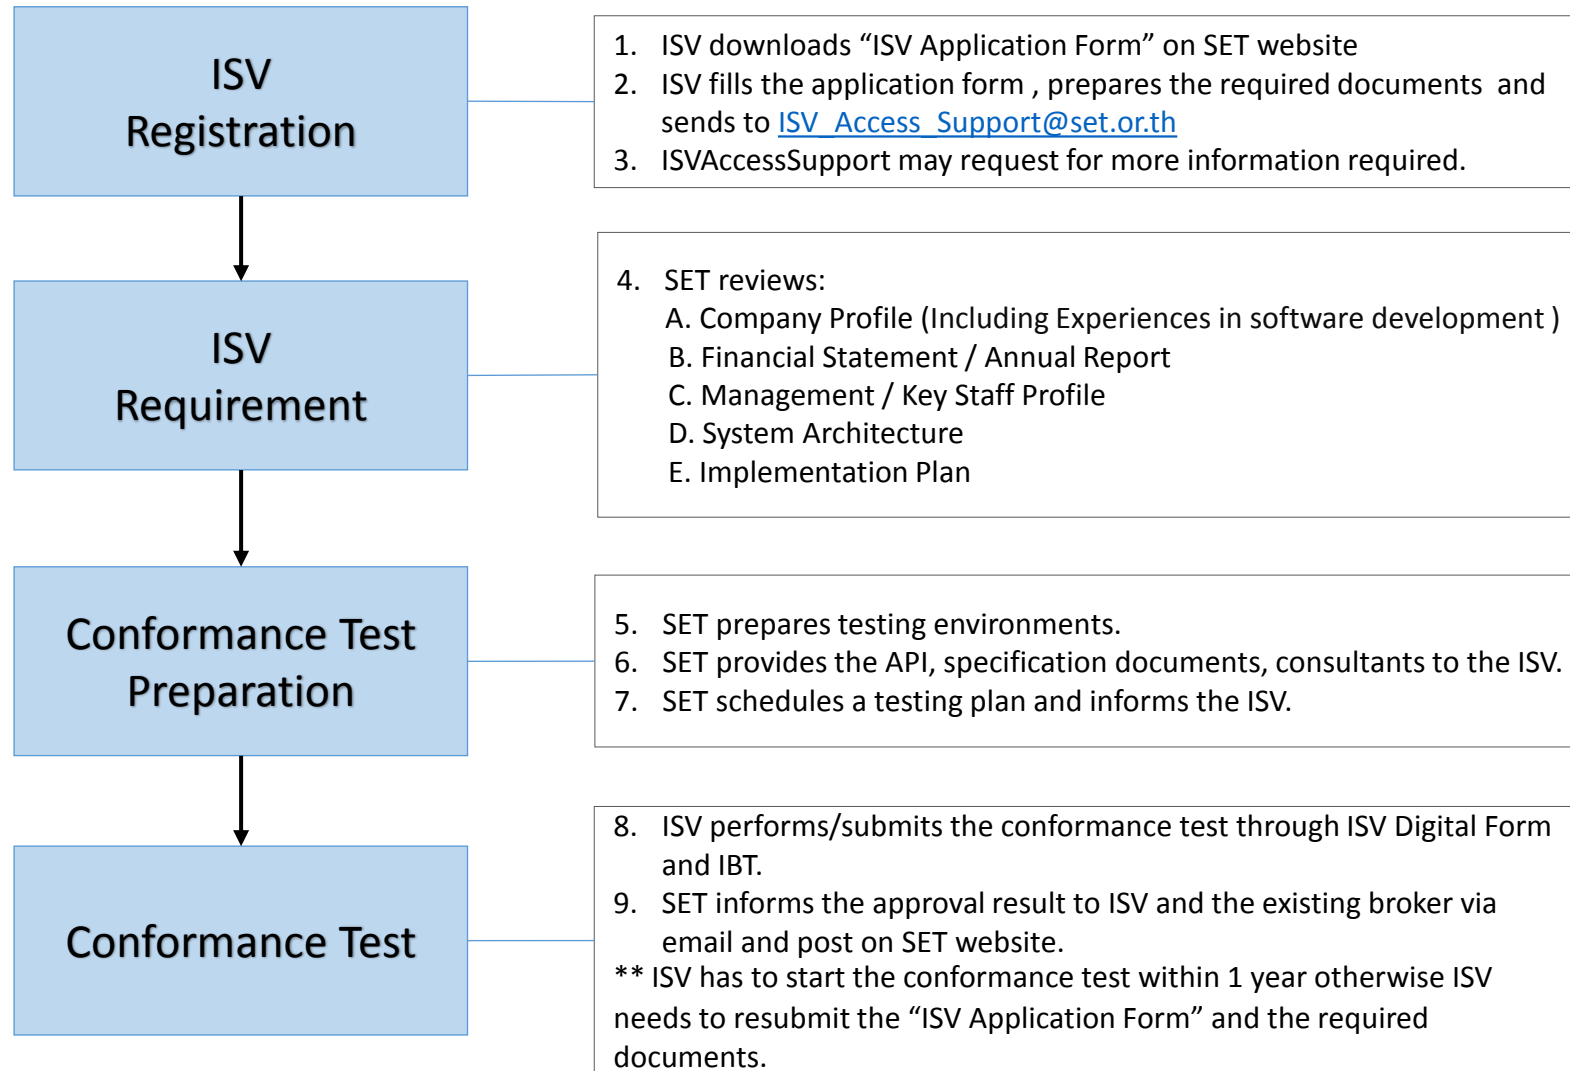 ISV
Registration
1. ISV downloads “ISV Application Form” on SET website
2. ISV fills the application form , prepares the required documents and
sends to ISV_Access_Support@set.or.th
3. ISVAccessSupport may request for more information required.
ISV
Requirement
4. SET reviews:
A. Company Profile (Including Experiences in software development )
B. Financial Statement / Annual Report
C. Management / Key Staff Profile
D. System Architecture
E. Implementation Plan
Conformance Test
Preparation
5. SET prepares testing environments.
6. SET provides the API, specification documents, consultants to the ISV.
7. SET schedules a testing plan and informs the ISV.
Conformance Test
8. ISV performs/submits the conformance test through ISV Digital Form
and IBT.
9. SET informs the approval result to ISV and the existing broker via
email and post on SET website.
** ISV has to start the conformance test within 1 year otherwise ISV
needs to resubmit the “ISV Application Form” and the required
documents.